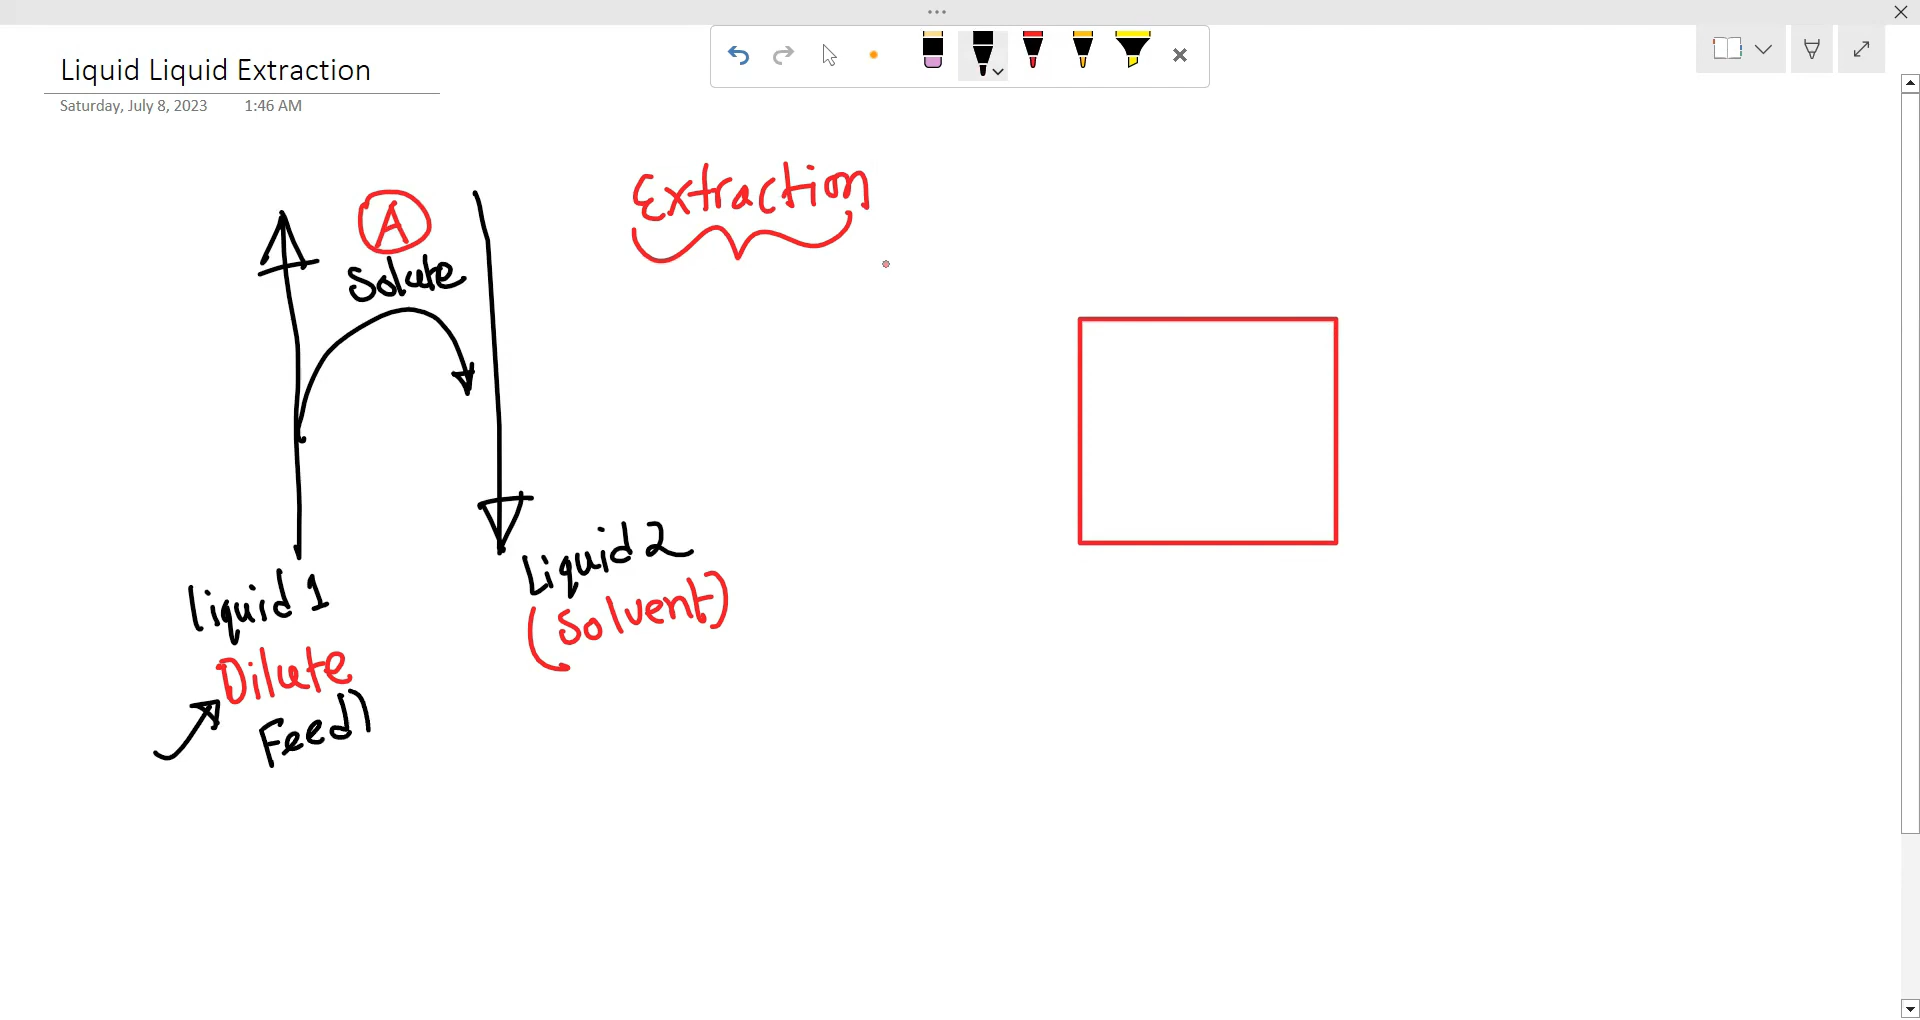 Liquid Liquid Extraction
Saturday, July 8, 2023 1:46 AM
Extraction
A
Solute
Liquid 2
(Solvent)
Liquid 1
Dilute
Feed)